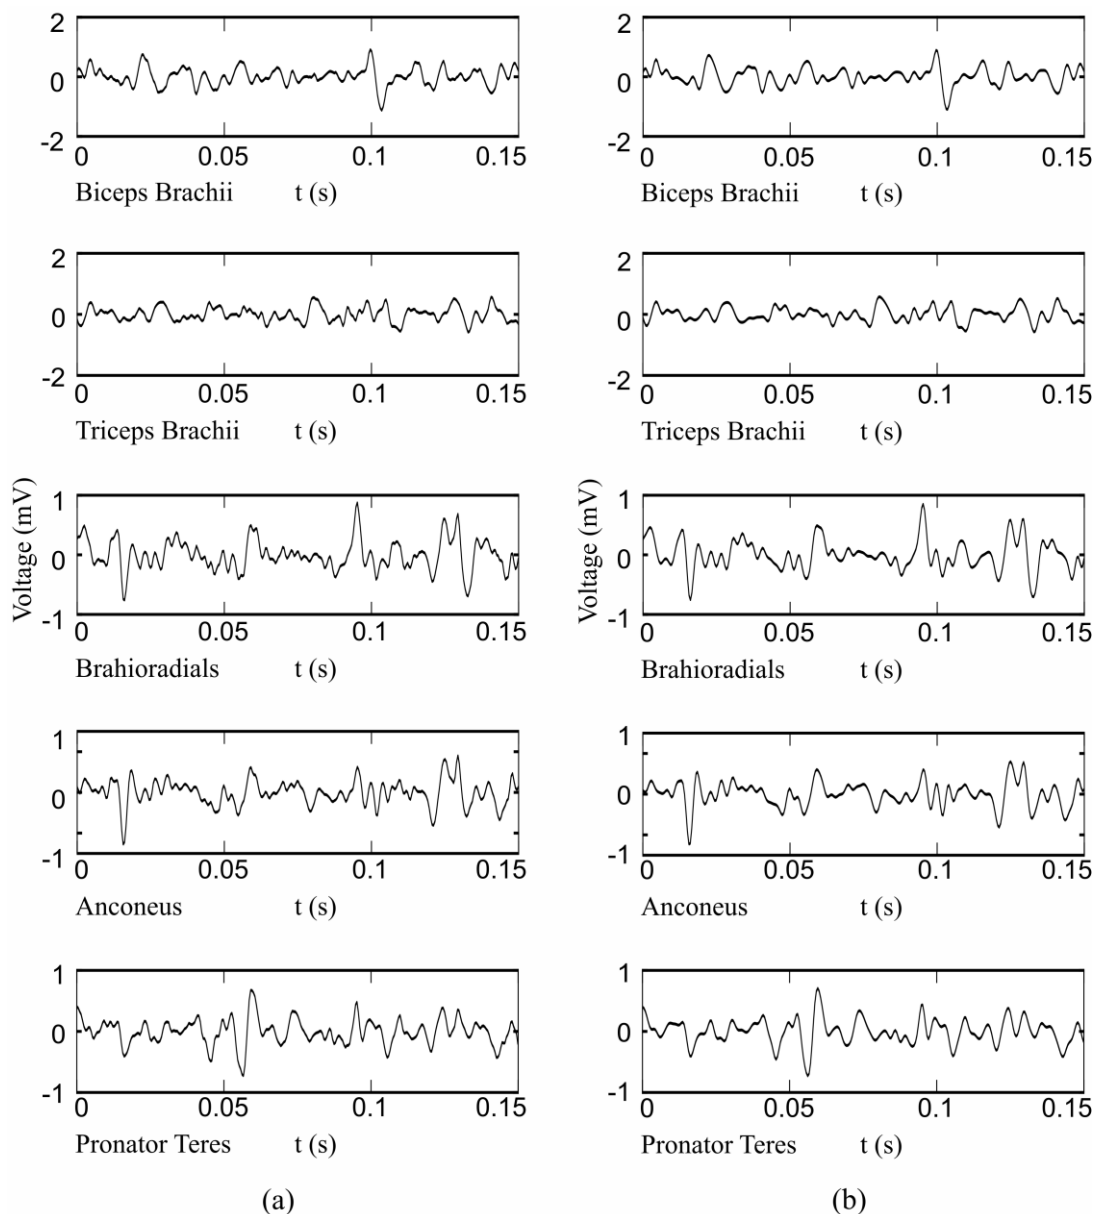 2
0
-2
0 0.05 0.1 0.15
Biceps Brachii t (s)
2
0
-2
0 0.05 0.1 0.15
Triceps Brachii t (s)
Voltage (mV)
1
0
-1
0 0.05 0.1 0.15
Brahioradials t (s)
1
0
-1
0 0.05 0.1 0.15
Anconeus t (s)
1
0
-1
0 0.05 0.1 0.15
Pronator Teres t (s)
(a)
2
0
-2
0 0.05 0.1 0.15
Biceps Brachii t (s)
2
0
-2
0 0.05 0.1 0.15
Triceps Brachii t (s)
Voltage (mV)
1
0
-1
0 0.05 0.1 0.15
Brahioradials t (s)
1
0
-1
0 0.05 0.1 0.15
Anconeus t (s)
1
0
-1
0 0.05 0.1 0.15
Pronator Teres t (s)
(b)